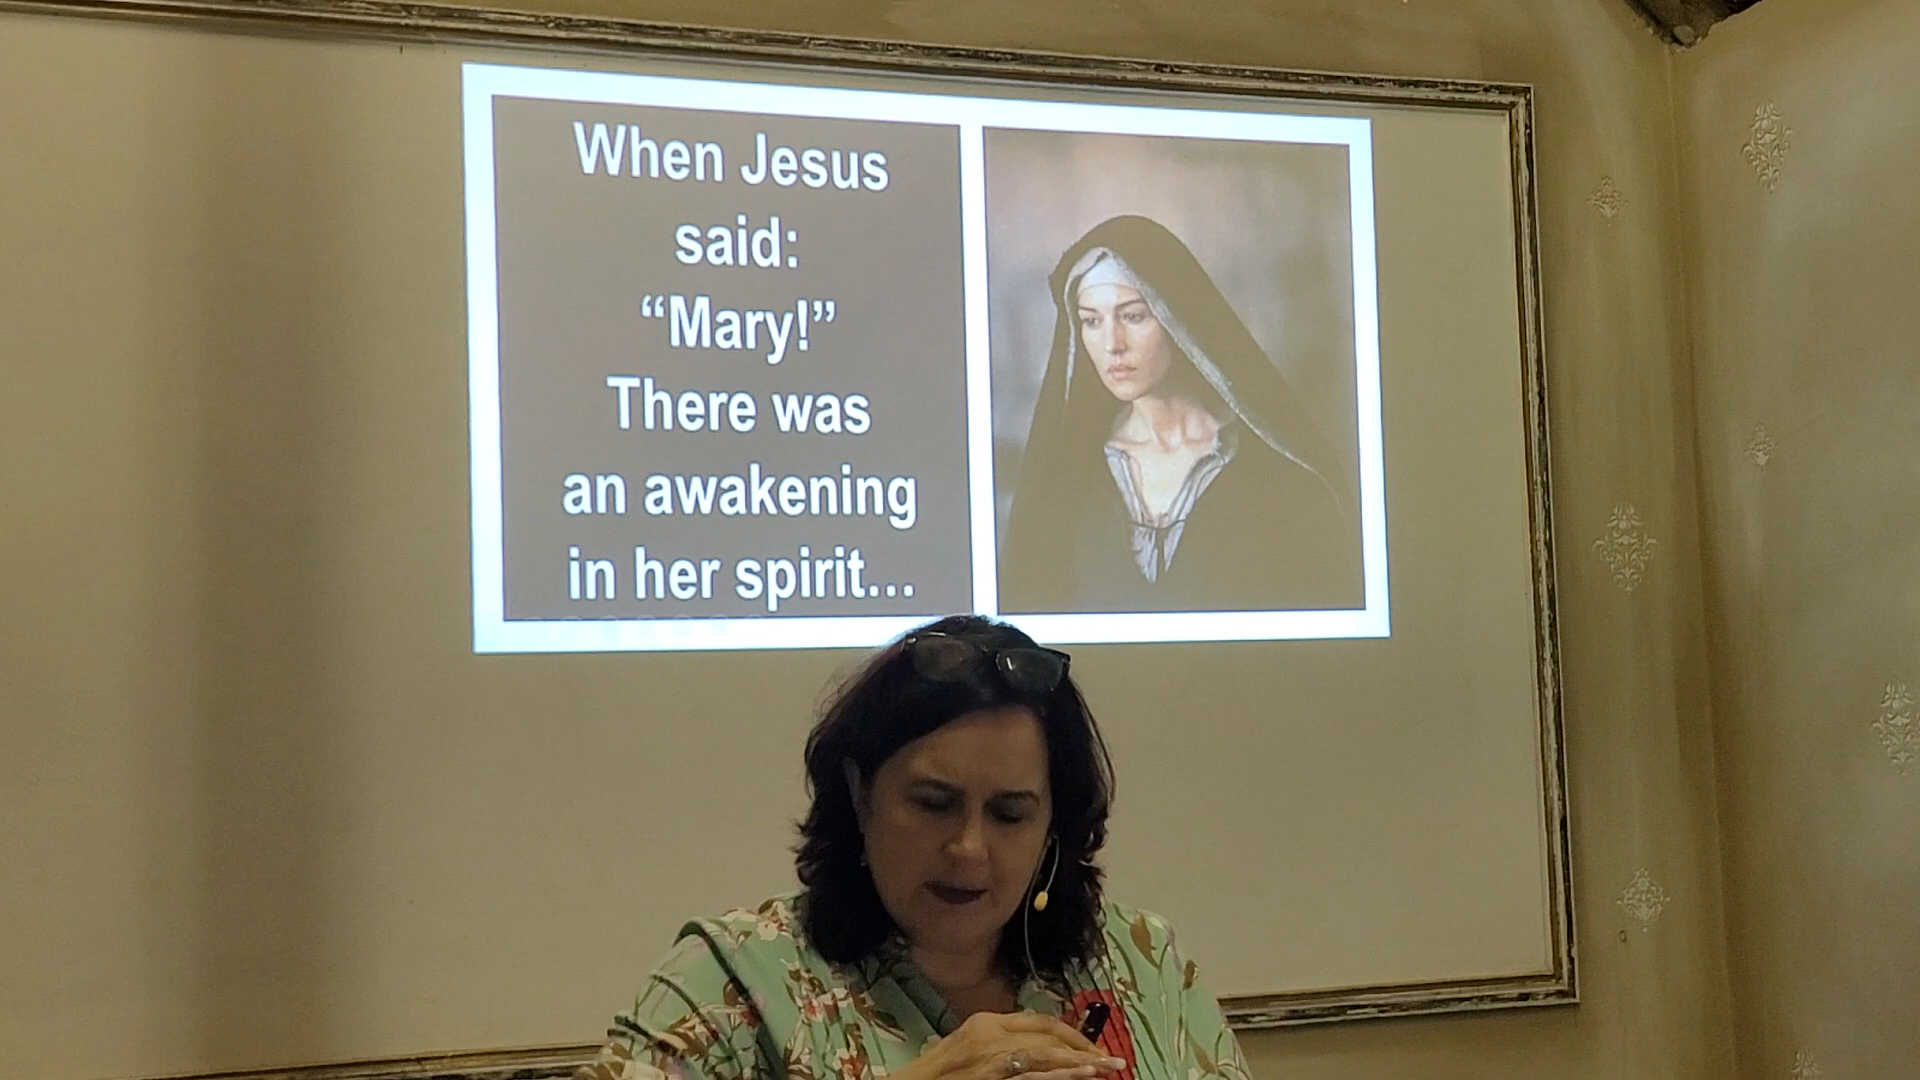 When Jesus
said:
“Mary!”
There was
an awakening
in her spirit...